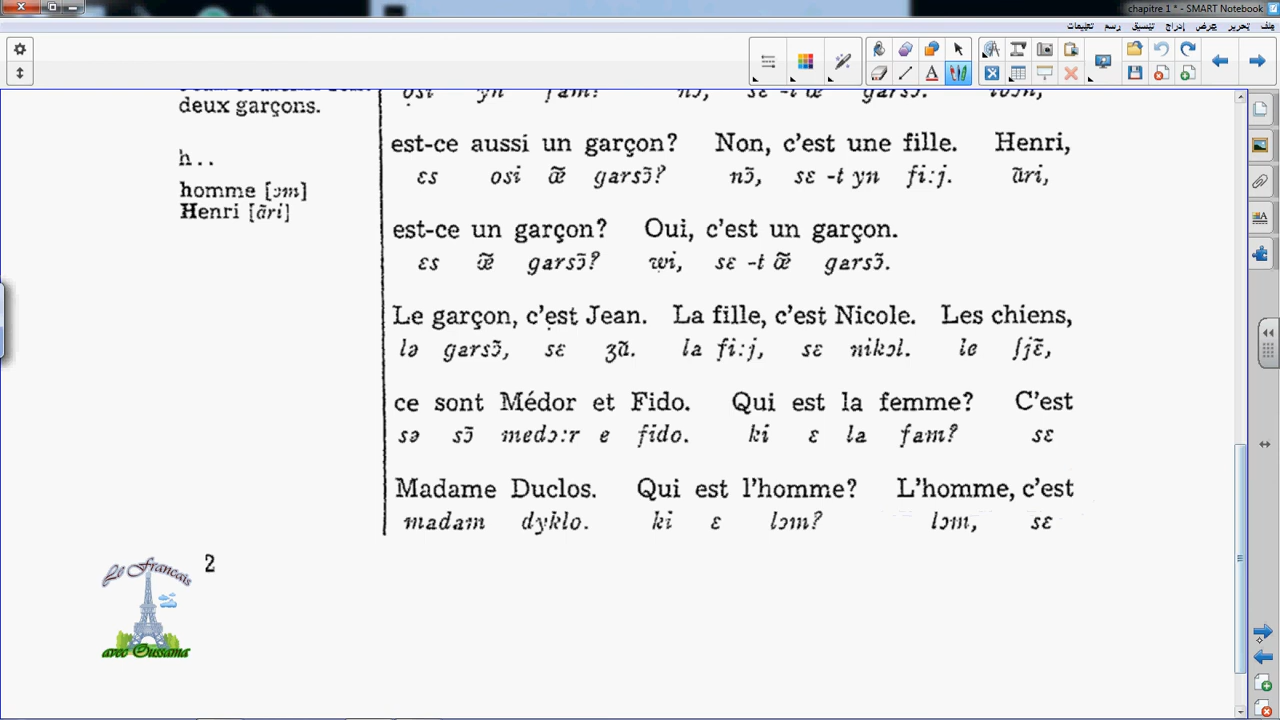 chapitre 1 * - SMART Notebook
ملف تحرير عرض إدراج تنسيق رسم تعليمات
deux garçons.
h . .
homme [ɔm]
Henri [ɑ̃ri]
est-ce aussi un garçon? Non, c'est une fille. Henri,
ɛs osi œ̃ garsɔ̃? nɔ̃, sɛ -t yn fi:j. ɑ̃ri,
est-ce un garçon? Oui, c'est un garçon.
ɛs œ̃ garsɔ̃? wi, sɛ -t œ̃ garsɔ̃.
Le garçon, c'est Jean. La fille, c'est Nicole. Les chiens,
lə garsɔ̃, sɛ ʒɑ̃. la fi:j, sɛ nikɔl. le ʃjɛ̃,
ce sont Médor et Fido. Qui est la femme? C'est
sə sɔ̃ medɔ:r e fido. ki ɛ la fam? sɛ
Madame Duclos. Qui est l'homme? L'homme, c'est
madam dyklo. ki ɛ lɔm? lɔm, sɛ
2
Le Francais
avec Oussama